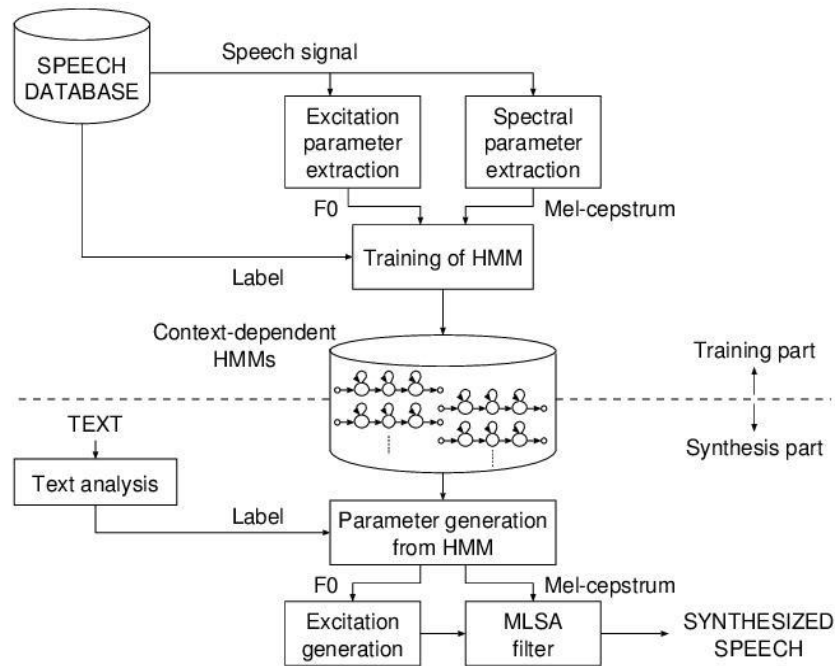 Speech signal
SPEECH
DATABASE
Excitation
parameter
extraction
Spectral
parameter
extraction
F0
Mel-cepstrum
Training of HMM
Label
Context-dependent
HMMs
Training part
TEXT
Synthesis part
Text analysis
Label
Parameter generation
from HMM
F0
Mel-cepstrum
Excitation
generation
MLSA
filter
SYNTHESIZED
SPEECH